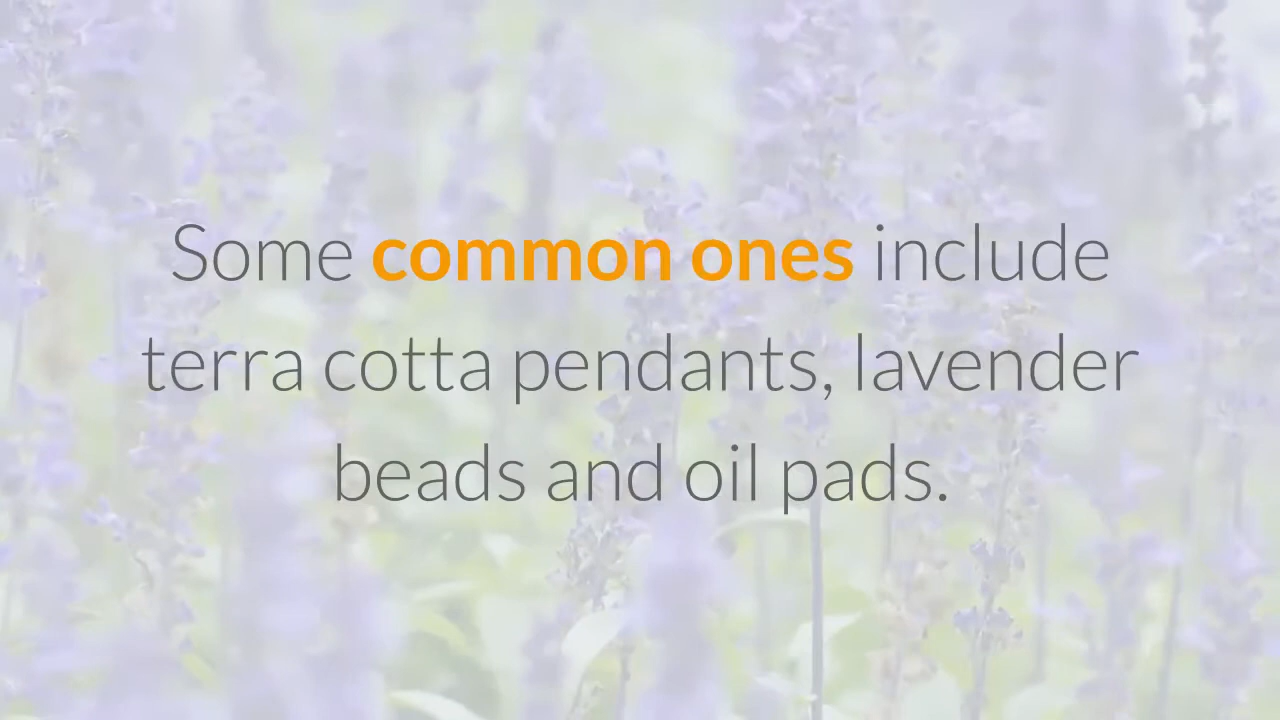 Some common ones include
terra cotta pendants, lavender
beads and oil pads.